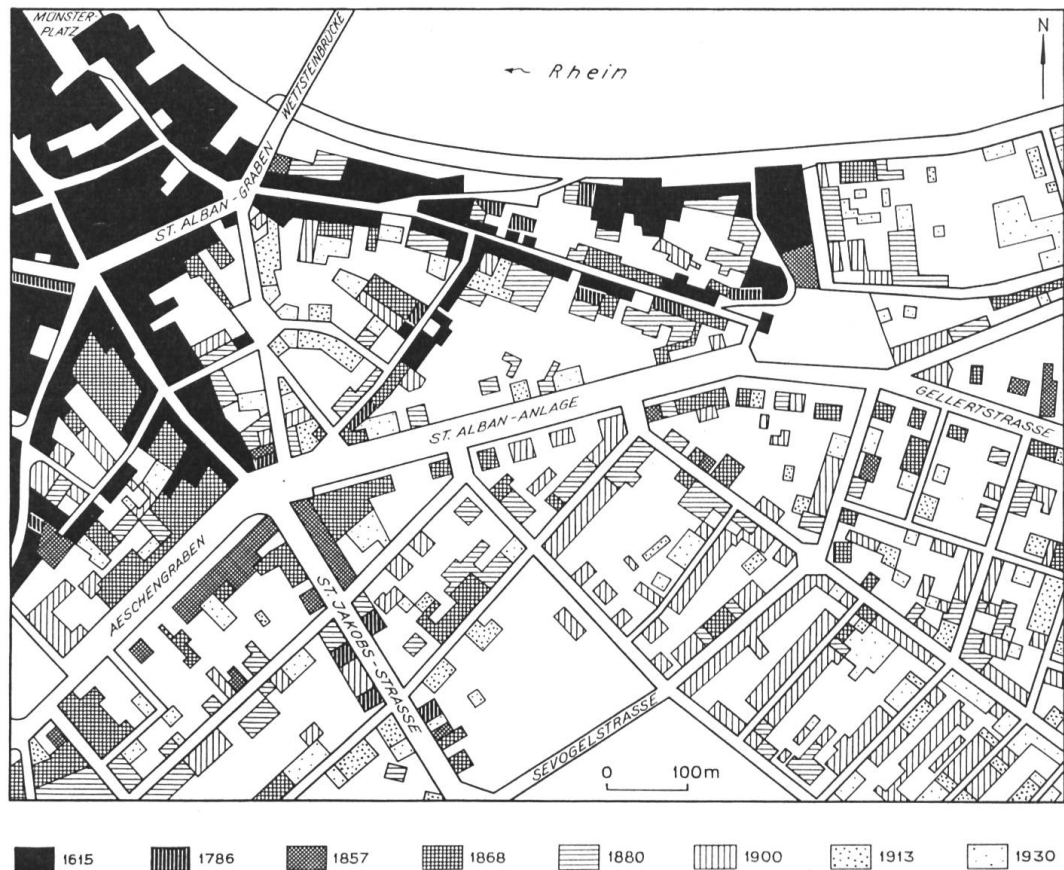 MÜNSTER-
PLATZ
WETTSTEINBRÜCKE
← Rhein
N
ST. ALBAN-GRABEN
ST. ALBAN-ANLAGE
GELLERTSTRASSE
AESCHENGRABEN
ST. JAKOBS-STRASSE
SEVOGELSTRASSE
0 100m
1615 1786 1857 1868 1880 1900 1913 1930